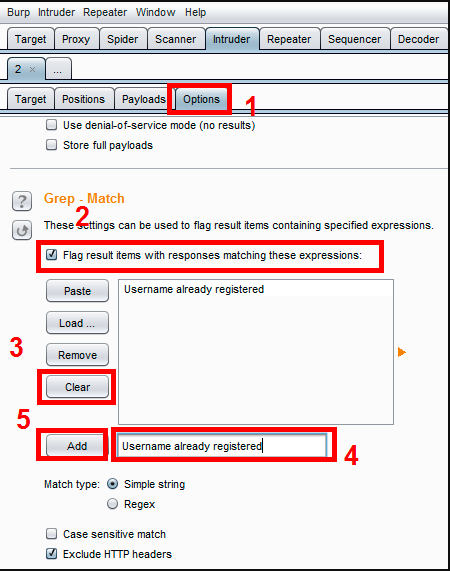 Burp Intruder Repeater Window Help
Target Proxy Spider Scanner Intruder Repeater Sequencer Decoder
2 × ...
Target Positions Payloads Options
1
Use denial-of-service mode (no results)
Store full payloads
? Grep - Match
2
These settings can be used to flag result items containing specified expressions.
Flag result items with responses matching these expressions:
Paste Username already registered
Load ...
3
Remove
Clear
5
Add Username already registered
4
Match type: Simple string
Regex
Case sensitive match
Exclude HTTP headers